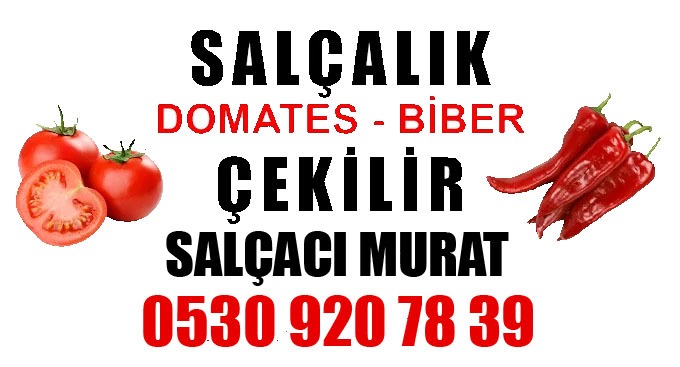 SALÇALIK
DOMATES - BİBER
ÇEKİLİR
SALÇACI MURAT
0530 920 78 39